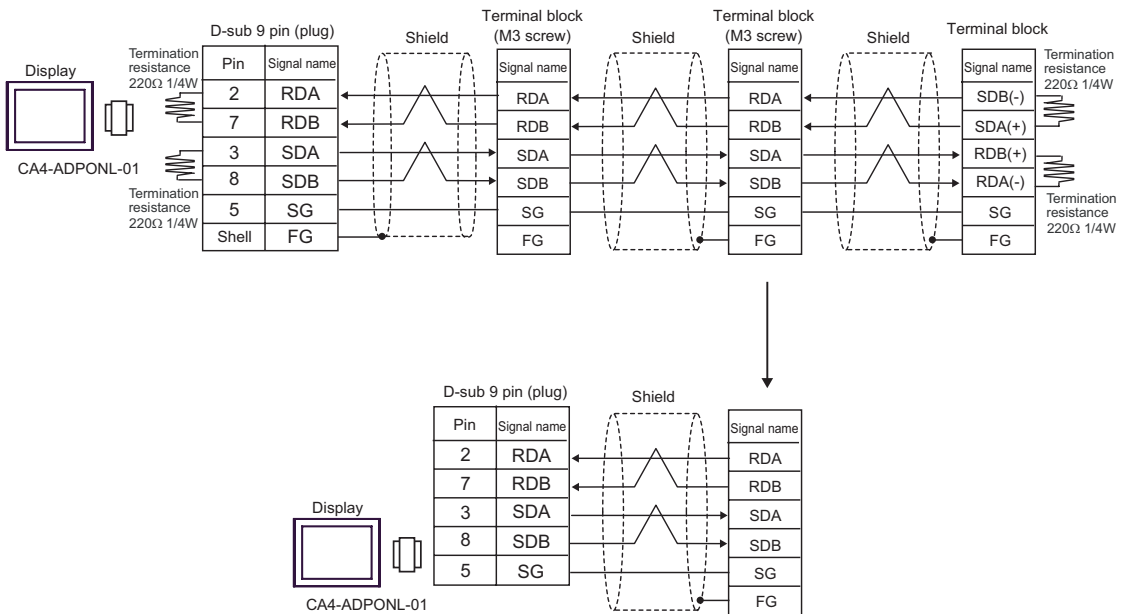 Terminal block
(M3 screw)
Terminal block
(M3 screw)
Terminal block
D-sub 9 pin (plug)
Shield
Shield
Shield
Display
CA4-ADPONL-01
Termination
resistance
220Ω 1/4W
Termination
resistance
220Ω 1/4W
Pin Signal name
2 RDA
7 RDB
3 SDA
8 SDB
5 SG
Shell FG
Signal name
RDA
RDB
SDA
SDB
SG
FG
Signal name
RDA
RDB
SDA
SDB
SG
FG
Signal name
SDB(-)
SDA(+)
RDB(+)
RDA(-)
SG
FG
Termination
resistance
220Ω 1/4W
Termination
resistance
220Ω 1/4W
D-sub 9 pin (plug)
Shield
Display
CA4-ADPONL-01
Pin Signal name
2 RDA
7 RDB
3 SDA
8 SDB
5 SG
Signal name
RDA
RDB
SDA
SDB
SG
FG